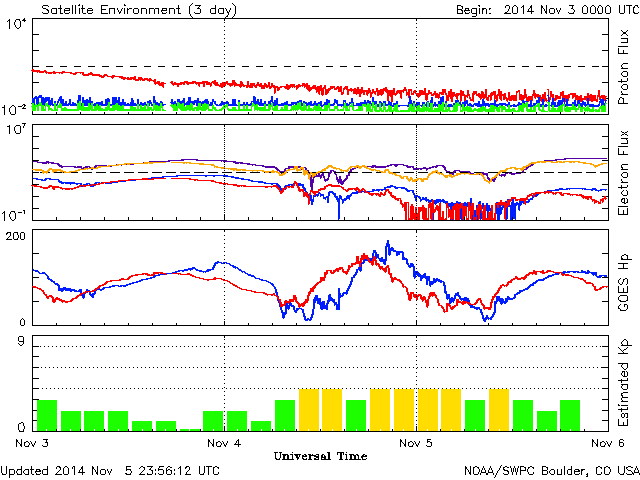 Satellite Environment (3 day) Begin: 2014 Nov 3 0000 UTC
10^4
10^-2
Proton Flux
10^7
10^-1
Electron Flux
200
0
GOES Hp
9
0
Estimated Kp
Nov 3 Nov 4 Nov 5 Nov 6
Universal Time
Updated 2014 Nov 5 23:56:12 UTC NOAA/SWPC Boulder, CO USA